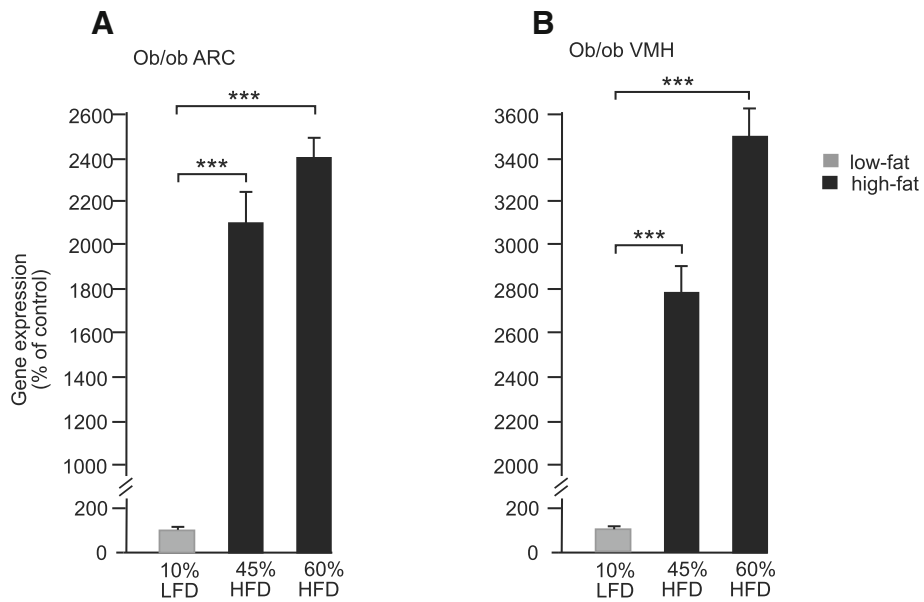 A
Ob/ob ARC
Gene expression
(% of control)
2600
2400
2200
2000
1800
1600
1400
1200
1000
200
0
***
***
10%
LFD
45%
HFD
60%
HFD
B
Ob/ob VMH
3600
3400
3200
3000
2800
2600
2400
2200
2000
200
0
***
***
10%
LFD
45%
HFD
60%
HFD
low-fat
high-fat